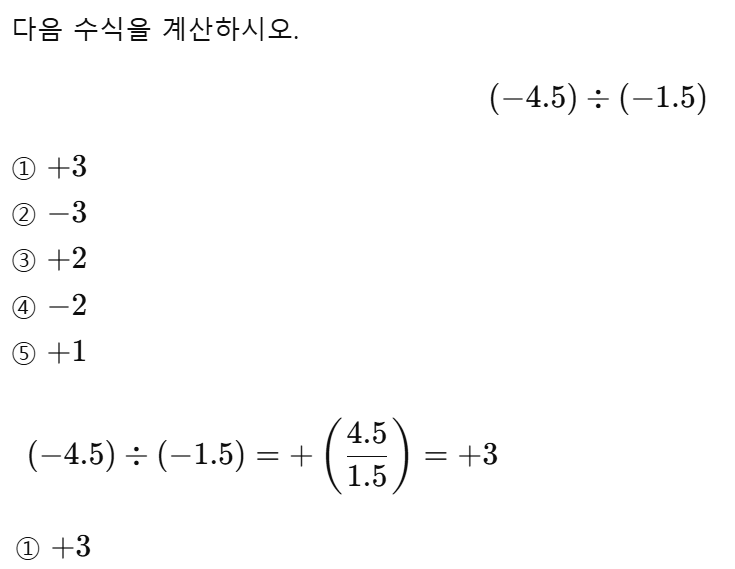 다음 수식을 계산하시오.
(−4.5) ÷ (−1.5)
① +3
② −3
③ +2
④ −2
⑤ +1
(−4.5) ÷ (−1.5) = + (4.5/1.5) = +3
① +3